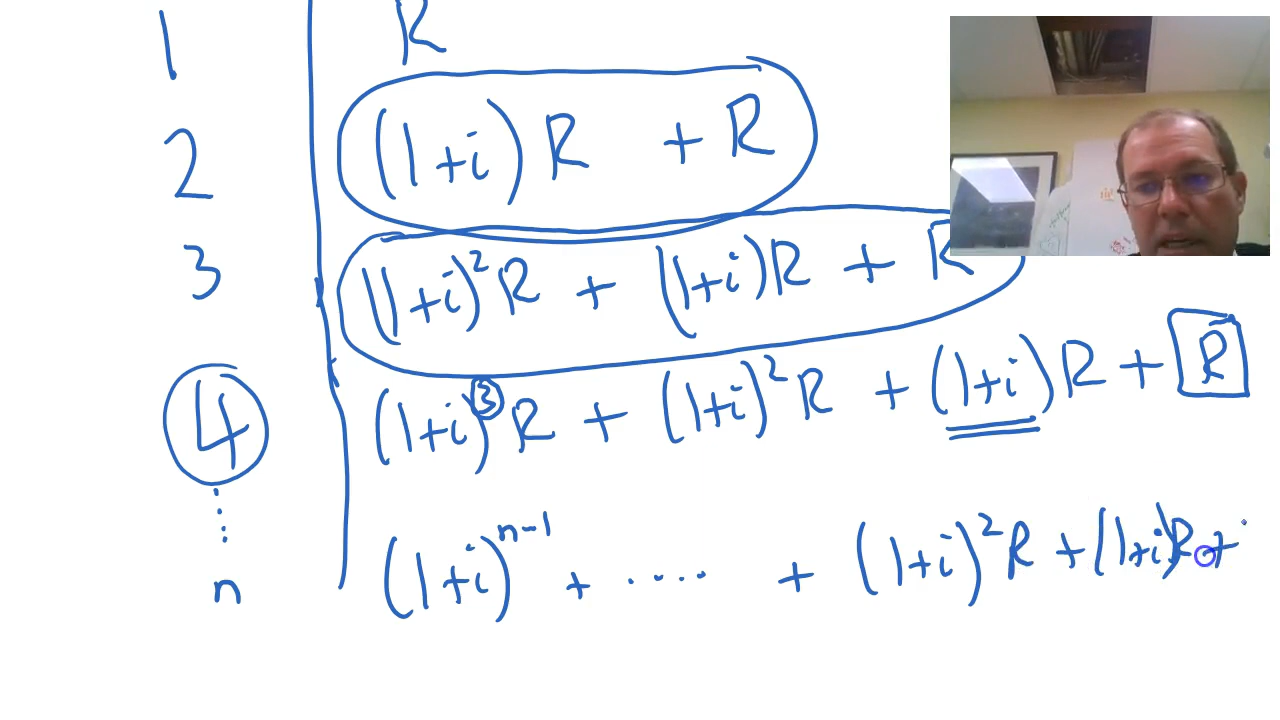 1 R
2 (1+i) R + R
3 (1+i)²R + (1+i)R + R
4 (1+i)³R + (1+i)²R + (1+i)R + R
⋮
n (1+i)ⁿ⁻¹ + .... + (1+i)²R + (1+i)R +